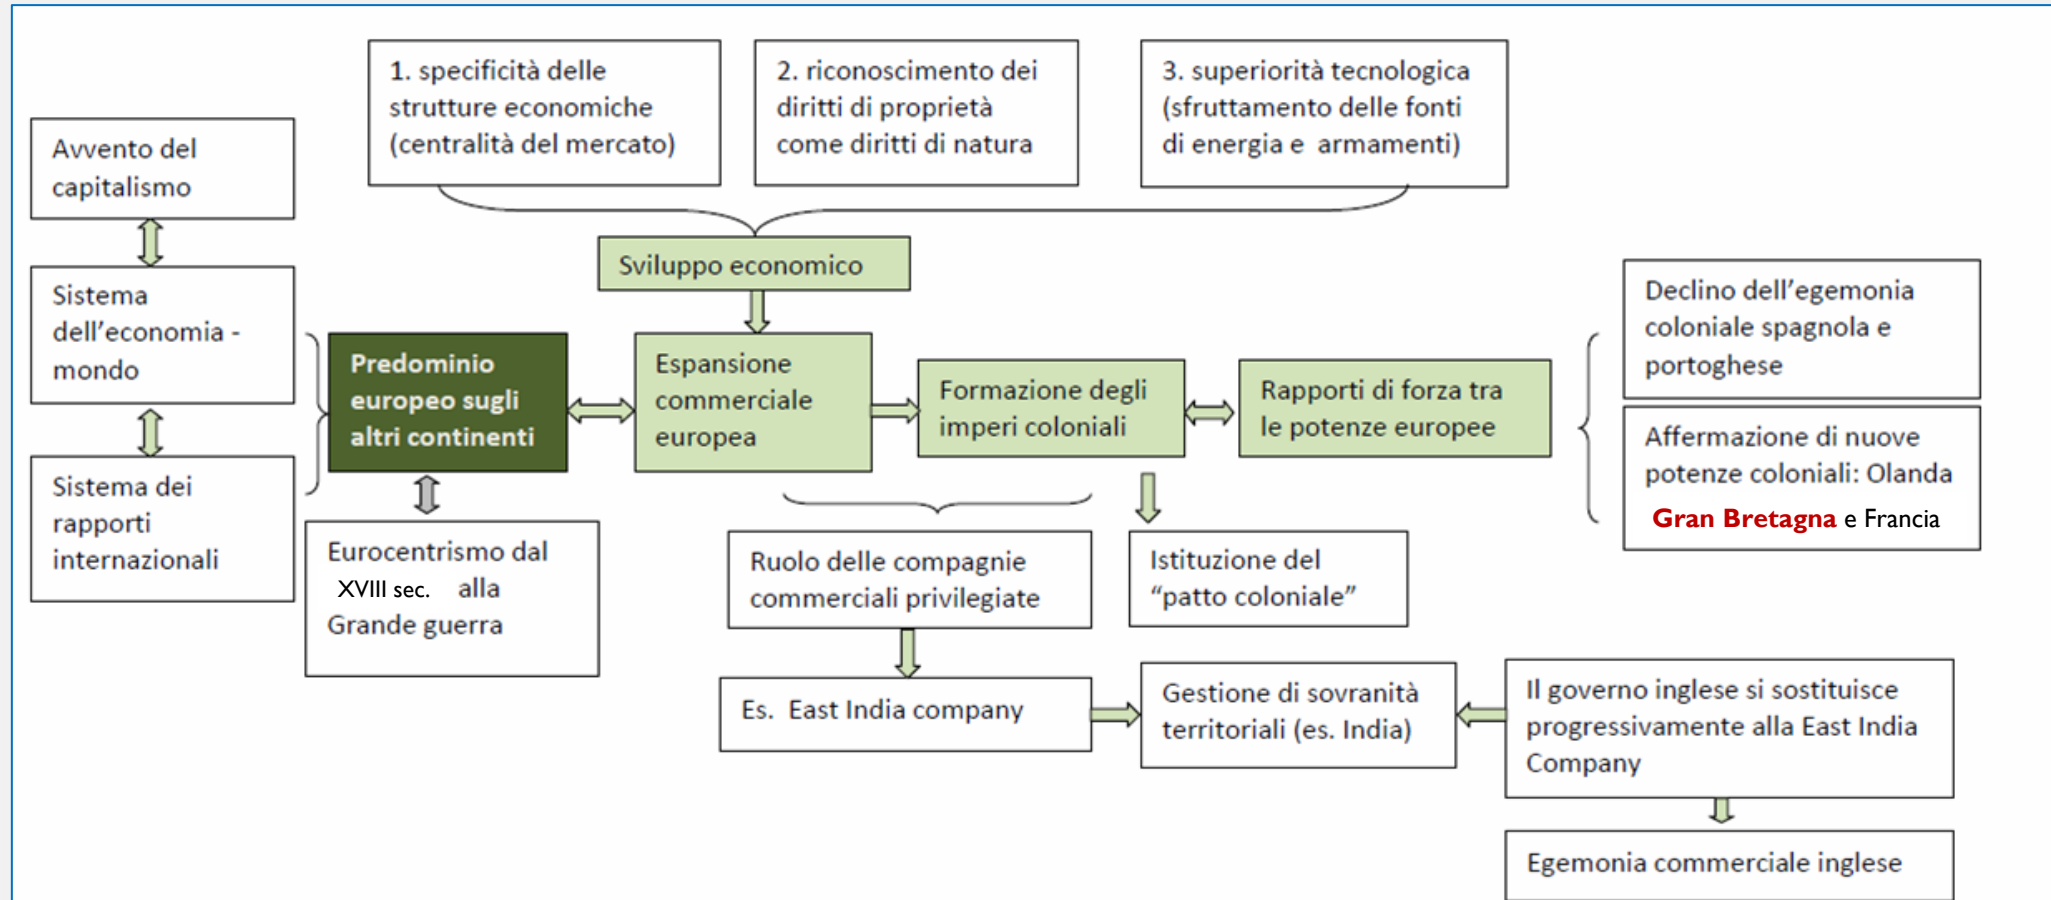 1. specificità delle
strutture economiche
(centralità del mercato)
2. riconoscimento dei
diritti di proprietà
come diritti di natura
3. superiorità tecnologica
(sfruttamento delle fonti
di energia e armamenti)
Avvento del
capitalismo
Sviluppo economico
Sistema
dell’economia -
mondo
Sistema dei
rapporti
internazionali
Predominio
europeo sugli
altri continenti
Espansione
commerciale
europea
Formazione degli
imperi coloniali
Rapporti di forza tra
le potenze europee
Declino dell’egemonia
coloniale spagnola e
portoghese
Affermazione di nuove
potenze coloniali: Olanda
Gran Bretagna e Francia
Eurocentrismo dal
XVIII sec. alla
Grande guerra
Ruolo delle compagnie
commerciali privilegiate
Istituzione del
“patto coloniale”
Es. East India company
Gestione di sovranità
territoriali (es. India)
Il governo inglese si sostituisce
progressivamente alla East India
Company
Egemonia commerciale inglese